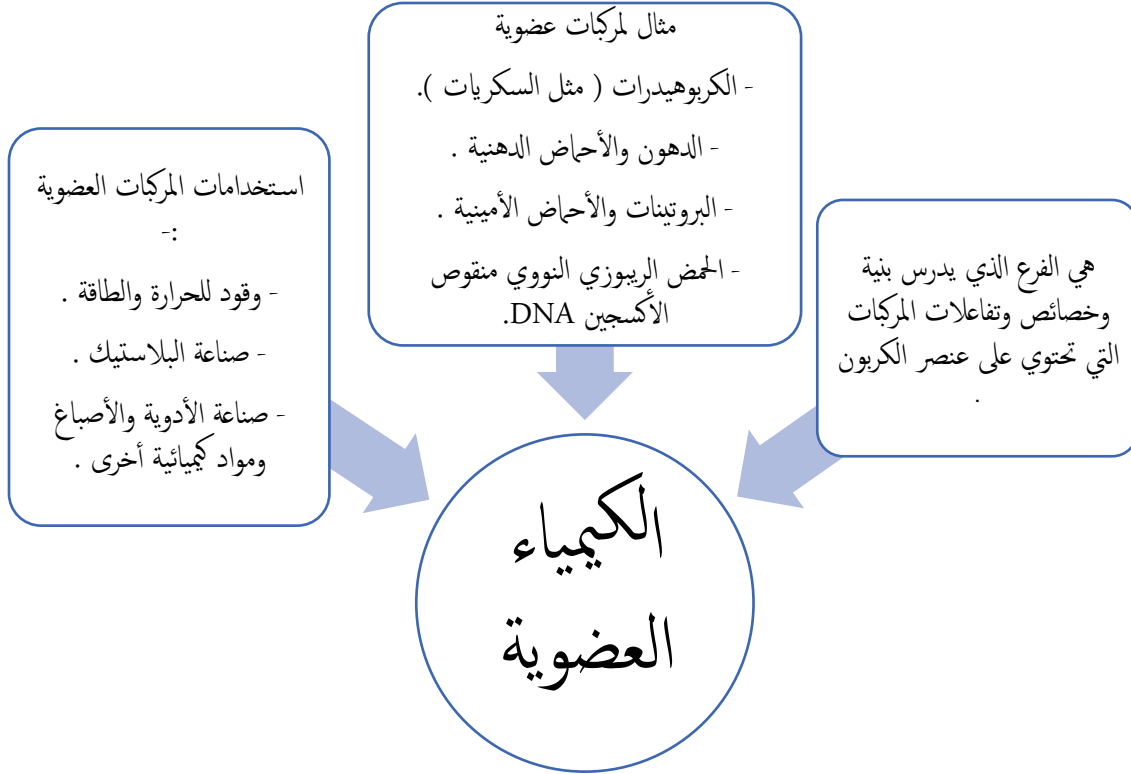 مثال لمركبات عضوية
- الكربوهيدرات ( مثل السكريات ).
- الدهون والأحماض الدهنية .
- البروتينات والأحماض الأمينية .
- الحمض الريبوزي النووي منقوص
الأكسجين DNA.
هي الفرع الذي يدرس بنية
وخصائص وتفاعلات المركبات
التي تحتوي على عنصر الكربون
.
استخدامات المركبات العضوية
:-
- وقود للحرارة والطاقة .
- صناعة البلاستيك .
- صناعة الأدوية والأصباغ
ومواد كيميائية أخرى .
الكيمياء
العضوية